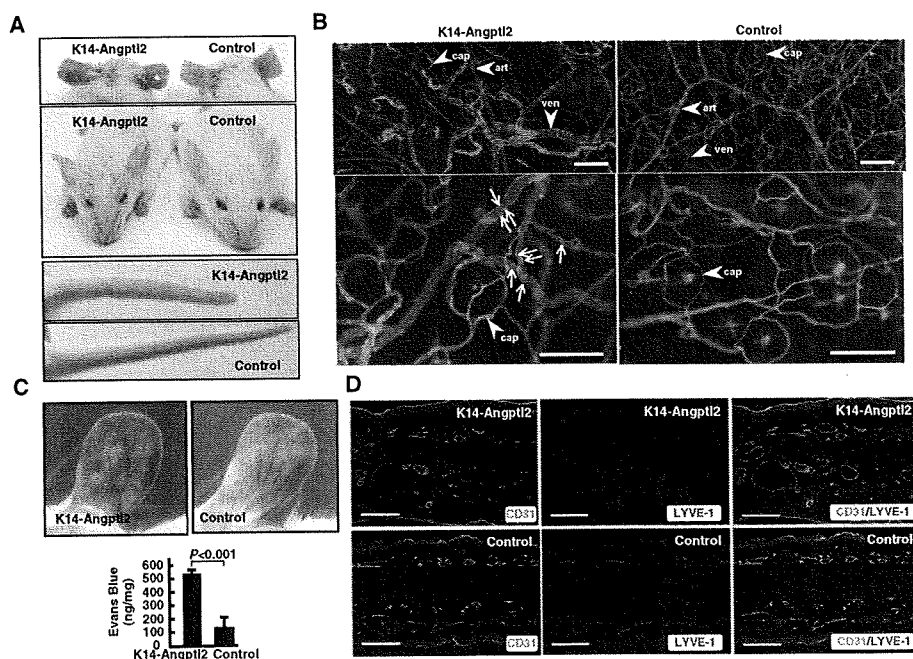 A
K14-Angptl2 Control
K14-Angptl2 Control
K14-Angptl2
Control
B
K14-Angptl2 Control
cap
art
ven
cap
art
ven
cap
cap
C
K14-Angptl2 Control
P<0.001
Evans Blue
(ng/mg)
600
500
400
300
200
100
0
K14-Angptl2 Control
D
K14-Angptl2 K14-Angptl2 K14-Angptl2
CD31 LYVE-1 CD31/LYVE-1
Control Control Control
CD31 LYVE-1 CD31/LYVE-1